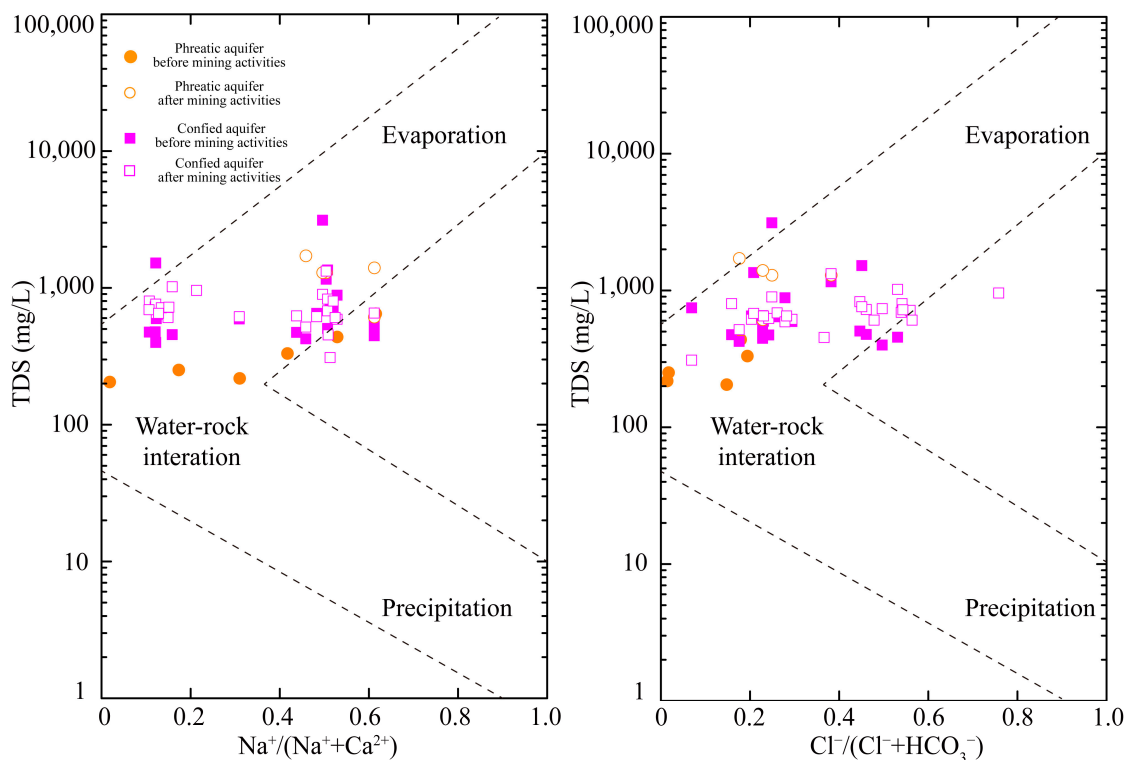 100,000
10,000
1,000
100
10
1
TDS (mg/L)
Phreatic aquifer
before mining activities
Phreatic aquifer
after mining activities
Confied aquifer
before mining activities
Confied aquifer
after mining activities
Evaporation
Water-rock
interation
Precipitation
0 0.2 0.4 0.6 0.8 1.0
Na⁺/(Na⁺+Ca²⁺)
100,000
10,000
1,000
100
10
1
TDS (mg/L)
Evaporation
Water-rock
interation
Precipitation
0 0.2 0.4 0.6 0.8 1.0
Cl⁻/(Cl⁻+HCO₃⁻)